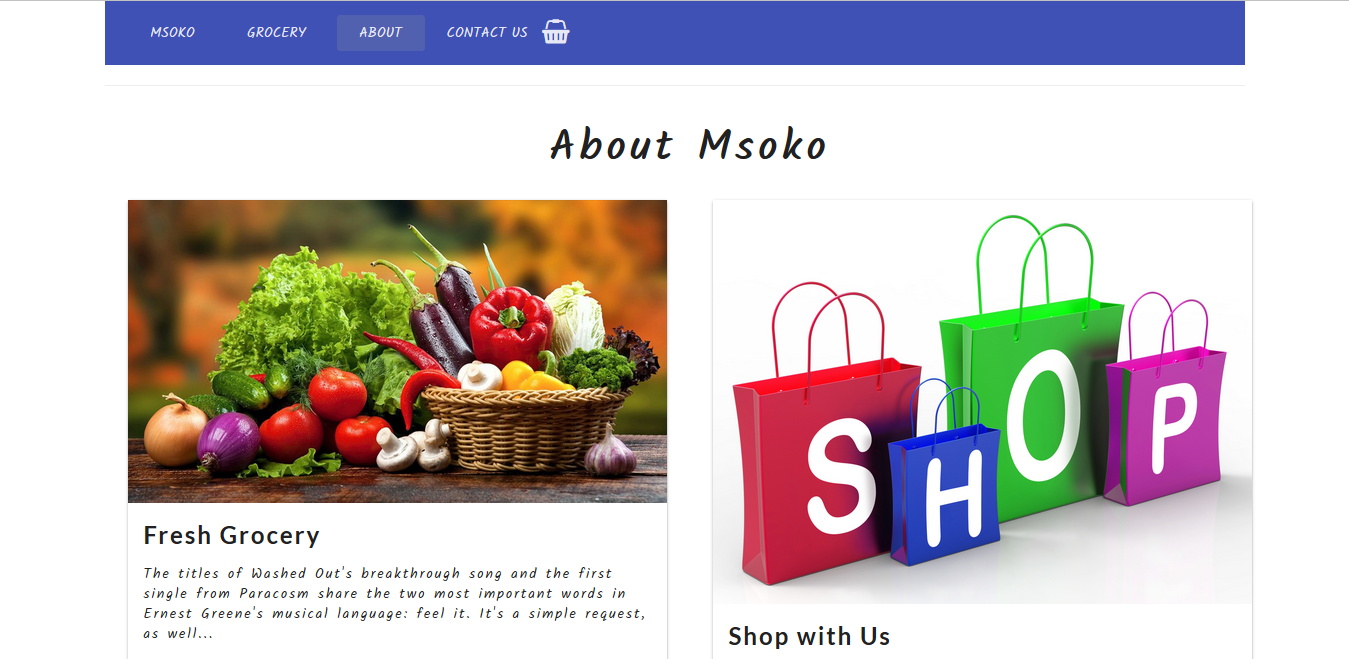 MSOKO GROCERY ABOUT CONTACT US
About Msoko
Fresh Grocery
The titles of Washed Out's breakthrough song and the first
single from Paracosm share the two most important words in
Ernest Greene's musical language: feel it. It's a simple request,
as well...
SHOP
Shop with Us